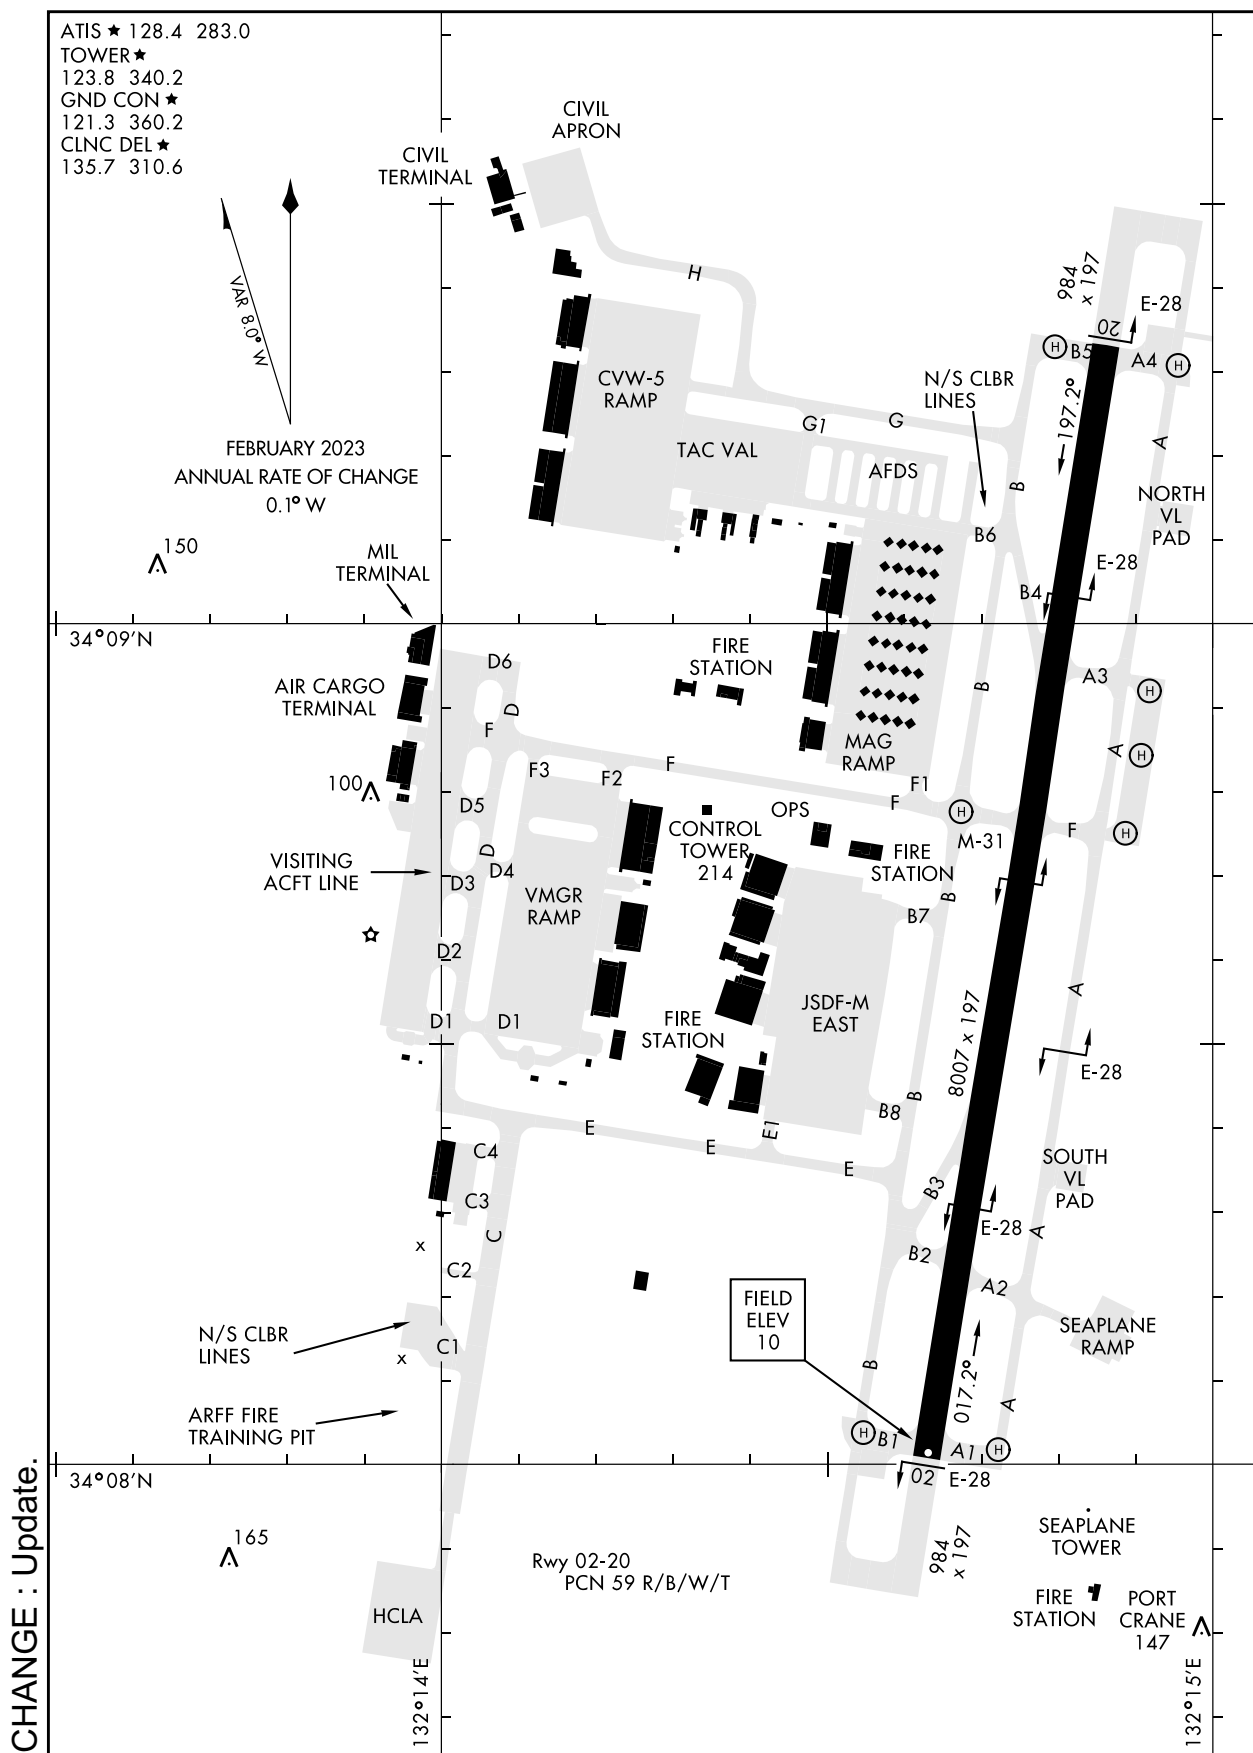 ATIS ★ 128.4 283.0
TOWER ★
123.8 340.2
GND CON ★
121.3 360.2
CLNC DEL ★
135.7 310.6
CIVIL
APRON
CIVIL
TERMINAL
VAR 8.0° W
FEBRUARY 2023
ANNUAL RATE OF CHANGE
0.1° W
H
984
x 197
E-28
20
H
B5
A4
H
CVW-5
RAMP
N/S CLBR
LINES
197.2°
G1
G
A
TAC VAL
AFDS
B
NORTH
VL
PAD
B6
150
MIL
TERMINAL
E-28
B4
34°09'N
FIRE
STATION
D6
A3
H
B
AIR CARGO
TERMINAL
D
F
MAG
RAMP
A
H
F3
F2
F
F1
100
D5
F
OPS
H
M-31
F
H
CONTROL
TOWER
214
FIRE
STATION
VISITING
ACFT LINE
D
D4
D3
VMGR
RAMP
B
B7
D2
A
JSDF-M
EAST
D1
D1
FIRE
STATION
8007 x 197
E-28
B
B8
E
E1
E
E
C4
SOUTH
VL
PAD
C3
B3
E-28
C
A
x
B2
C2
A2
FIELD
ELEV
10
N/S CLBR
LINES
C1
x
SEAPLANE
RAMP
B
017.2°
A
ARFF FIRE
TRAINING PIT
H
B1
A1
H
34°08'N
02
E-28
165
Rwy 02-20
PCN 59 R/B/W/T
984
x 197
SEAPLANE
TOWER
HCLA
FIRE
STATION
PORT
CRANE
147
132°14'E
132°15'E
CHANGE : Update.